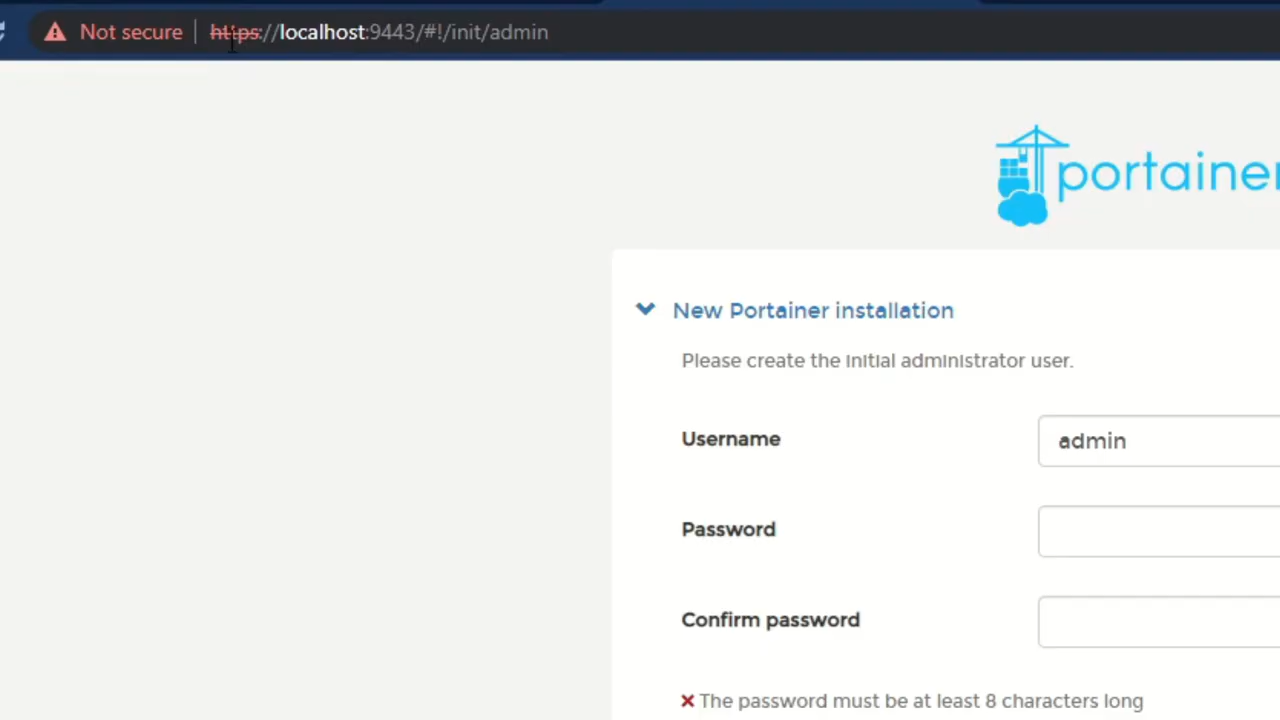 Not secure | https://localhost:9443/#!/init/admin
portainer
New Portainer installation
Please create the initial administrator user.
Username
admin
Password
Confirm password
The password must be at least 8 characters long